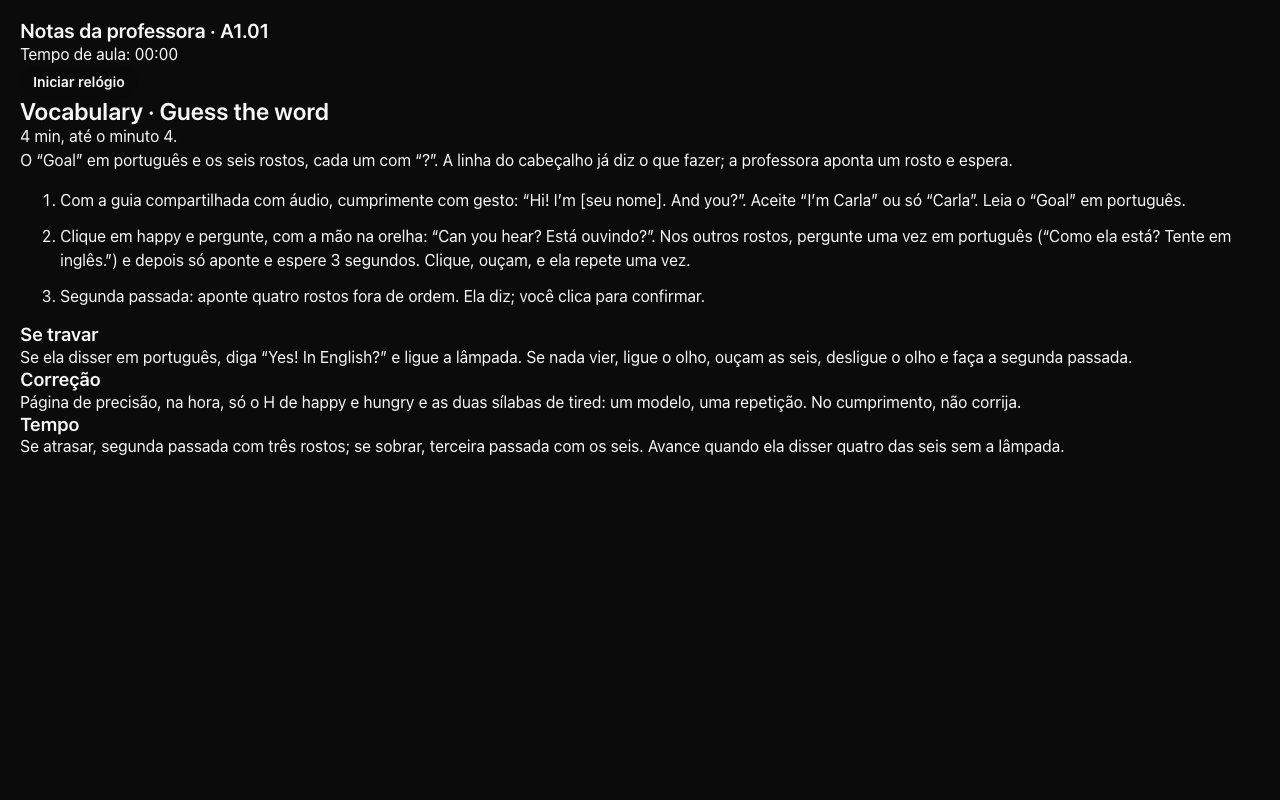 Notas da professora · A1.01
Tempo de aula: 00:00
Iniciar relógio
Vocabulary · Guess the word
4 min, até o minuto 4.
O “Goal” em português e os seis rostos, cada um com “?”. A linha do cabeçalho já diz o que fazer; a professora aponta um rosto e espera.
1. Com a guia compartilhada com áudio, cumprimente com gesto: “Hi! I’m [seu nome]. And you?”. Aceite “I’m Carla” ou só “Carla”. Leia o “Goal” em português.
2. Clique em happy e pergunte, com a mão na orelha: “Can you hear? Está ouvindo?”. Nos outros rostos, pergunte uma vez em português (“Como ela está? Tente em
inglês.”) e depois só aponte e espere 3 segundos. Clique, ouçam, e ela repete uma vez.
3. Segunda passada: aponte quatro rostos fora de ordem. Ela diz; você clica para confirmar.
Se travar
Se ela disser em português, diga “Yes! In English?” e ligue a lâmpada. Se nada vier, ligue o olho, ouçam as seis, desligue o olho e faça a segunda passada.
Correção
Página de precisão, na hora, só o H de happy e hungry e as duas sílabas de tired: um modelo, uma repetição. No cumprimento, não corrija.
Tempo
Se atrasar, segunda passada com três rostos; se sobrar, terceira passada com os seis. Avance quando ela disser quatro das seis sem a lâmpada.